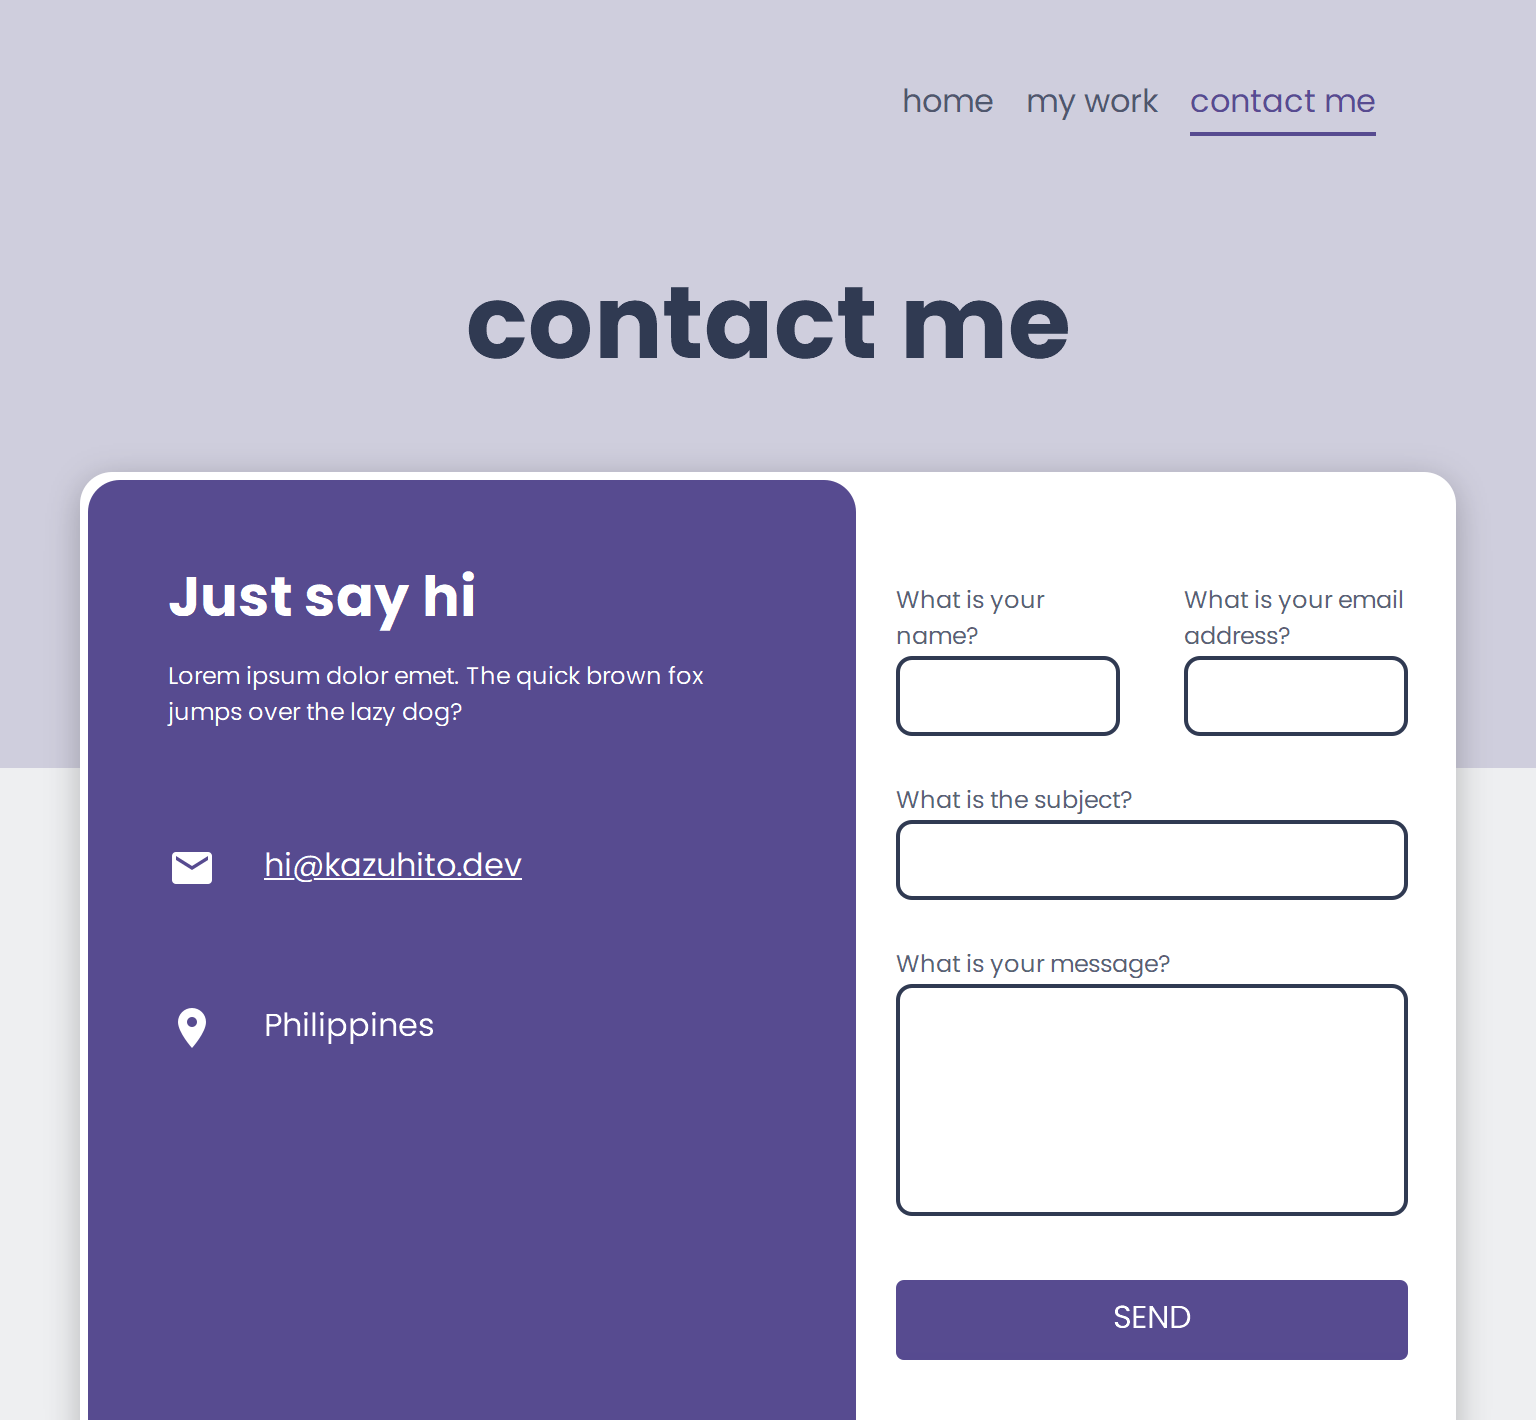 home my work contact me
contact me
Just say hi
Lorem ipsum dolor emet. The quick brown fox
jumps over the lazy dog?
hi@kazuhito.dev
Philippines
What is your
name?
What is your email
address?
What is the subject?
What is your message?
SEND